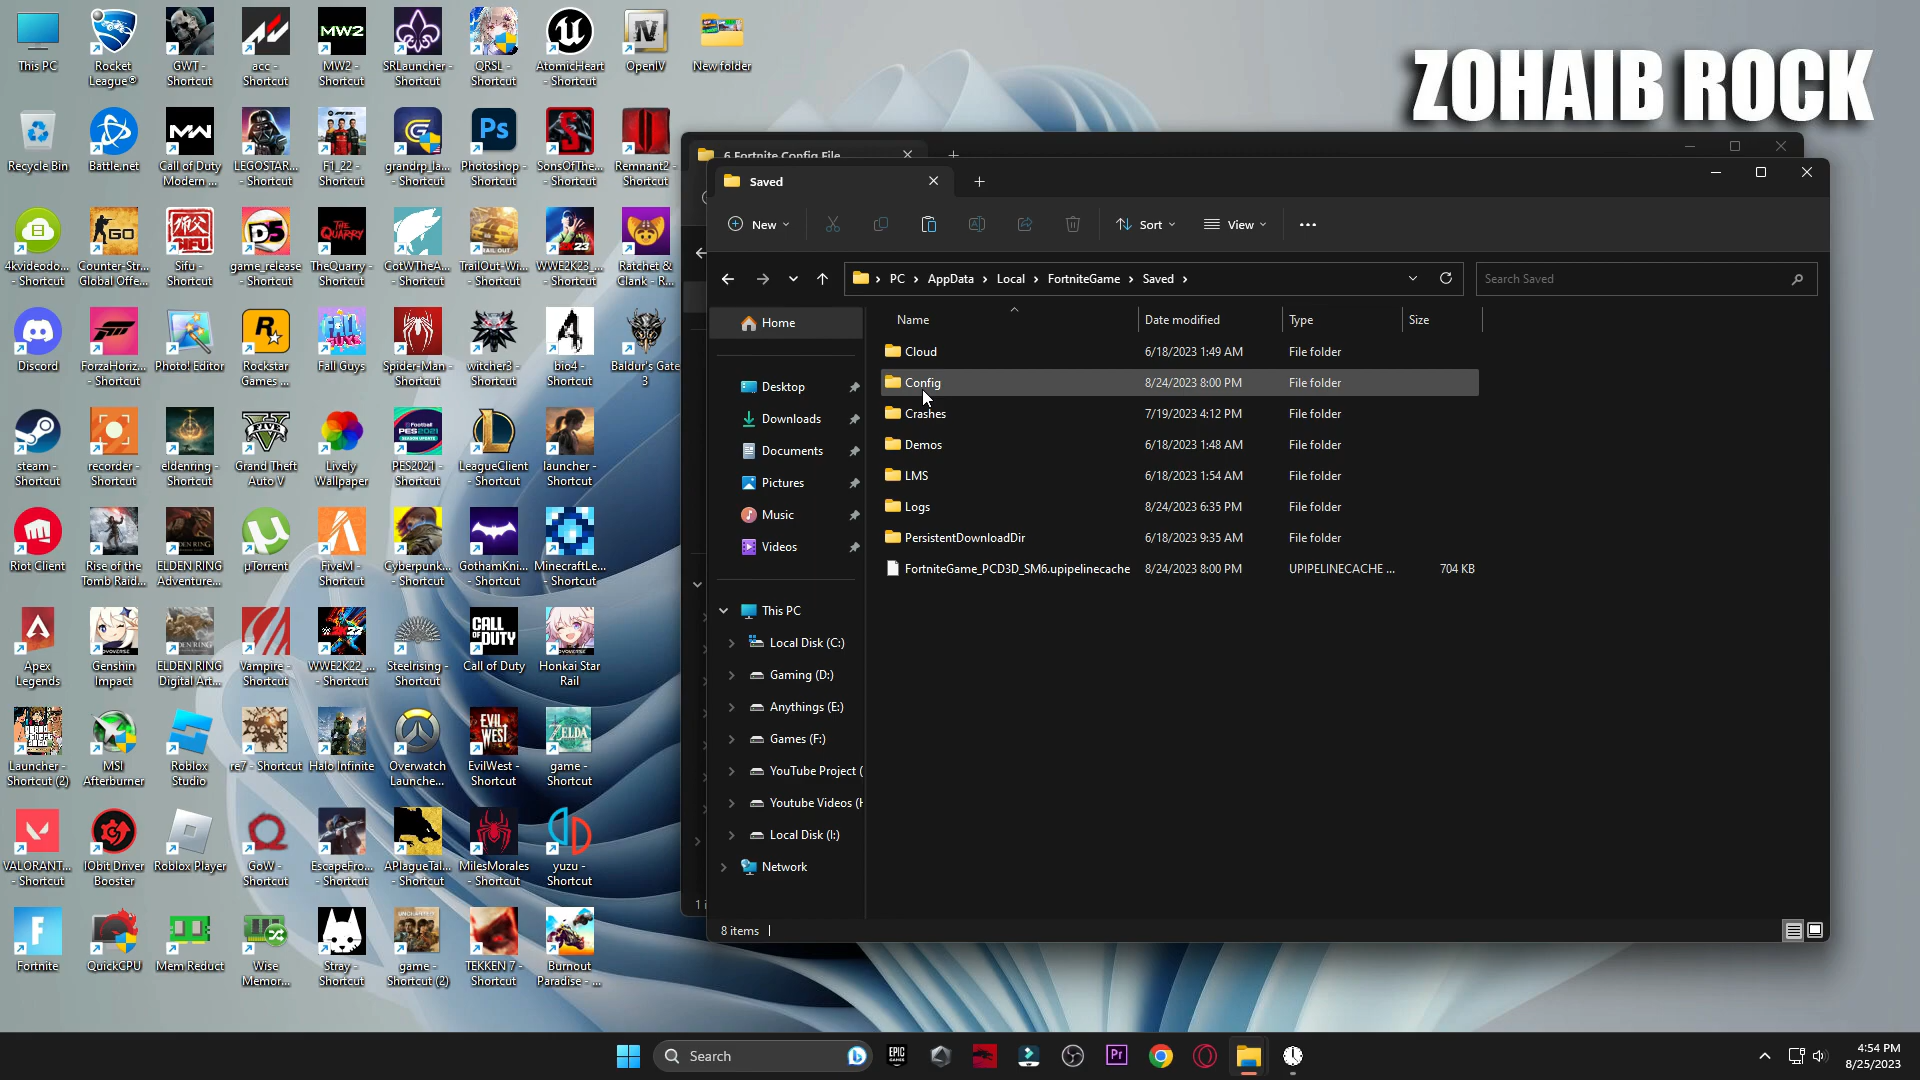 ZOHAIB ROCK
This PC
Rocket
League®
GWT -
Shortcut
acc -
Shortcut
MW2
MW2 -
Shortcut
SRLauncher -
Shortcut
QRSL -
Shortcut
AtomicHeart
- Shortcut
OpenIV
New folder
Recycle Bin
Battle.net
Call of Duty
Modern ...
LEGOSTAR...
- Shortcut
F1_22 -
Shortcut
grandrp_la...
- Shortcut
Ps
Photoshop -
Shortcut
SonsOfThe...
- Shortcut
Remnant2 -
Shortcut
4kvideodo...
- Shortcut
GO
Counter-Str...
Global Offe...
Sifu -
Shortcut
D5
game_release
- Shortcut
THE QUARRY
TheQuarry -
Shortcut
CotWTheA...
- Shortcut
TrailOut-Wi...
- Shortcut
2K23
WWE2K23_...
- Shortcut
Ratchet &
Clank - R...
Discord
ForzaHoriz...
- Shortcut
Photo! Editor
Rockstar
Games ...
Fall Guys
Spider-Man -
Shortcut
witcher3 -
Shortcut
bio4 -
Shortcut
Baldur's Gate
3
steam -
Shortcut
recorder -
Shortcut
eldenring -
Shortcut
Grand Theft
Auto V
Lively
Wallpaper
PES2021 -
Shortcut
LeagueClient
- Shortcut
launcher -
Shortcut
Riot Client
Rise of the
Tomb Raid...
ELDEN RING
Adventure...
µTorrent
FiveM -
Shortcut
Cyberpunk...
- Shortcut
GothamKni...
- Shortcut
MinecraftLe...
- Shortcut
Apex
Legends
Genshin
Impact
ELDEN RING
Digital Art...
Vampire -
Shortcut
WWE2K22_...
- Shortcut
Steelrising -
Shortcut
CALL OF DUTY
Call of Duty
Honkai Star
Rail
Launcher -
Shortcut (2)
MSI
Afterburner
Roblox
Studio
re7 - Shortcut
Halo Infinite
Overwatch
Launche...
EVIL WEST
EvilWest -
Shortcut
ZELDA
game -
Shortcut
VALORANT...
- Shortcut
IObit Driver
Booster
Roblox Player
GoW -
Shortcut
EscapeFro...
- Shortcut
APlagueTal...
- Shortcut
MilesMorales
- Shortcut
yuzu -
Shortcut
Fortnite
QuickCPU
Mem Reduct
Wise
Memor...
Stray -
Shortcut
game -
Shortcut (2)
TEKKEN 7 -
Shortcut
Burnout
Paradise - ...
6 Fortnite Config File
Saved
New
Sort
View
PC › AppData › Local › FortniteGame › Saved ›
Search Saved
Home
Desktop
Downloads
Documents
Pictures
Music
Videos
This PC
Local Disk (C:)
Gaming (D:)
Anythings (E:)
Games (F:)
YouTube Project (
Youtube Videos (H
Local Disk (I:)
Network
Name Date modified Type Size
Cloud 6/18/2023 1:49 AM File folder
Config 8/24/2023 8:00 PM File folder
Crashes 7/19/2023 4:12 PM File folder
Demos 6/18/2023 1:48 AM File folder
LMS 6/18/2023 1:54 AM File folder
Logs 8/24/2023 6:35 PM File folder
PersistentDownloadDir 6/18/2023 9:35 AM File folder
FortniteGame_PCD3D_SM6.upipelinecache 8/24/2023 8:00 PM UPIPELINECACHE ... 704 KB
8 items
Search
EPIC GAMES
Pr
4:54 PM
8/25/2023